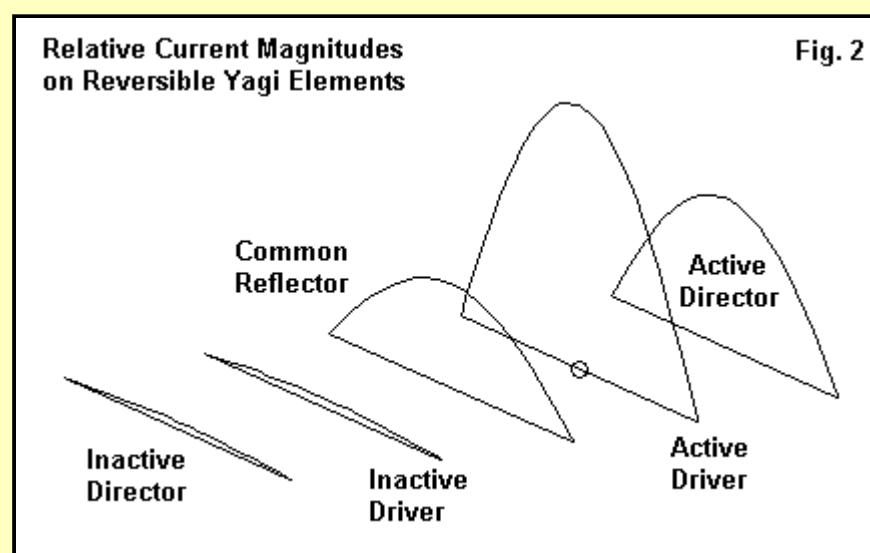 Relative Current Magnitudes
on Reversible Yagi Elements
Fig. 2
Common
Reflector
Active
Director
Inactive
Director
Inactive
Driver
Active
Driver